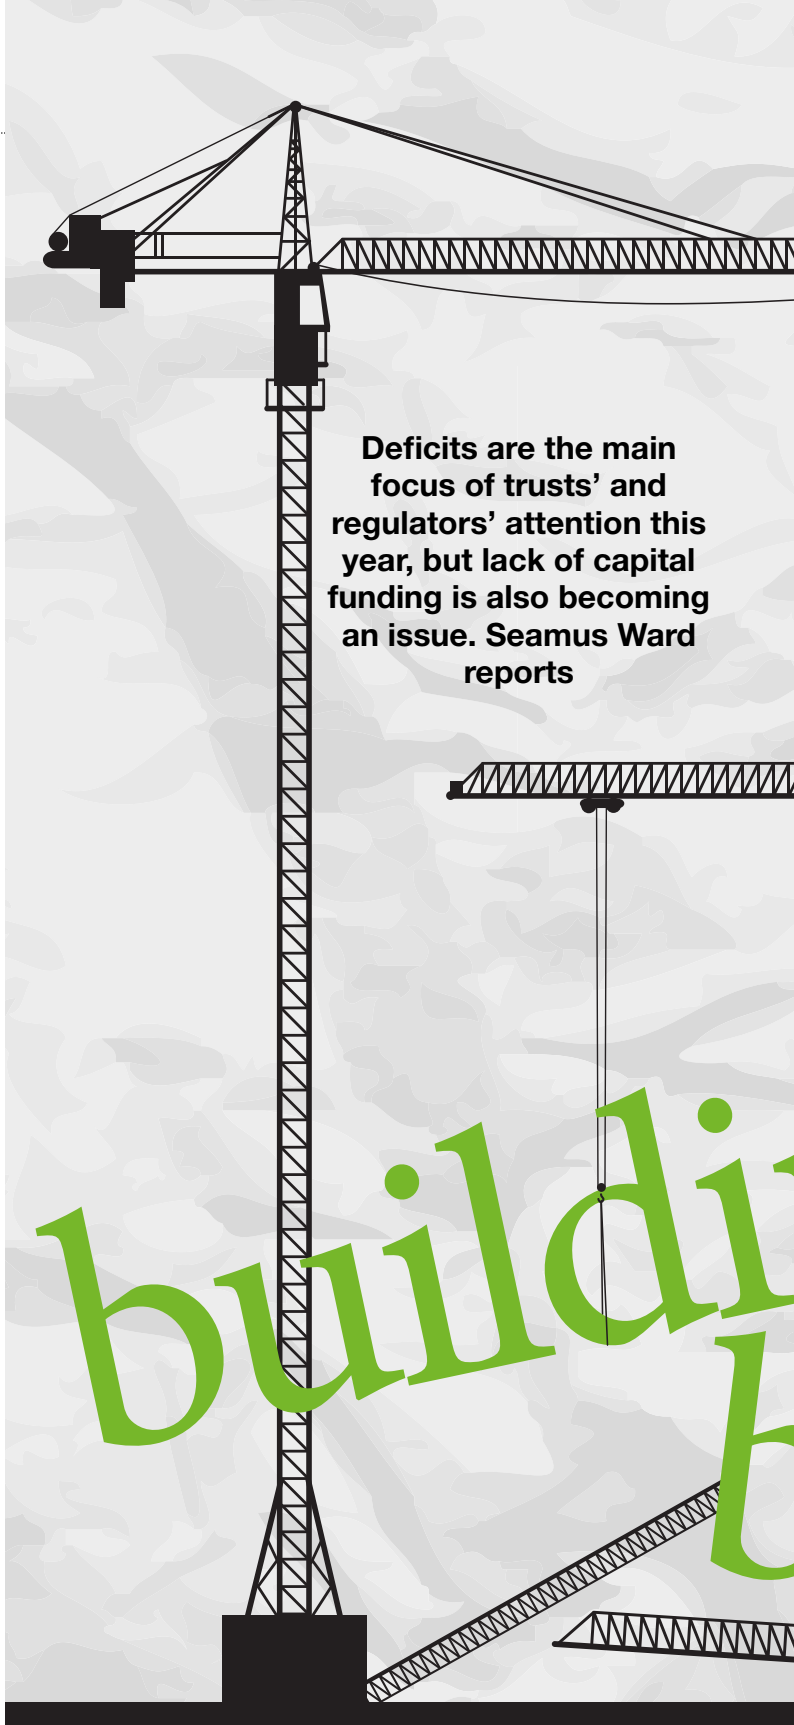 Deficits are the main
focus of trusts’ and
regulators’ attention this
year, but lack of capital
funding is also becoming
an issue. Seamus Ward
reports